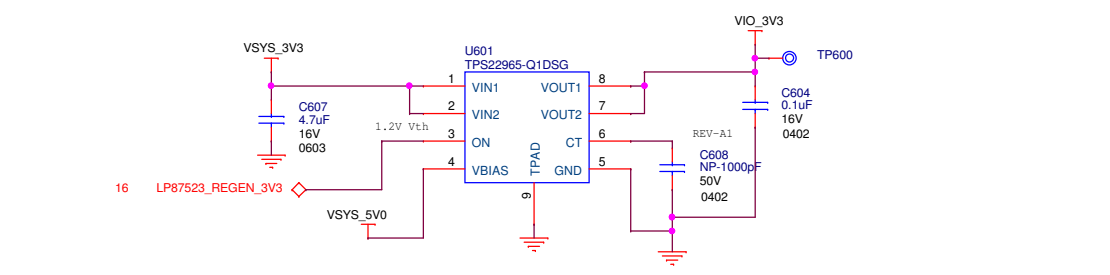 VIO_3V3
VSYS_3V3
U601
TPS22965-Q1DSG
TP600
1 VIN1 VOUT1 8
2 VIN2 VOUT2 7
3 ON CT 6
4 VBIAS GND 5
TPAD
9
C607
4.7uF
16V
0603
1.2V Vth
C604
0.1uF
16V
0402
REV-A1
C608
NP-1000pF
50V
0402
16 LP87523_REGEN_3V3
VSYS_5V0